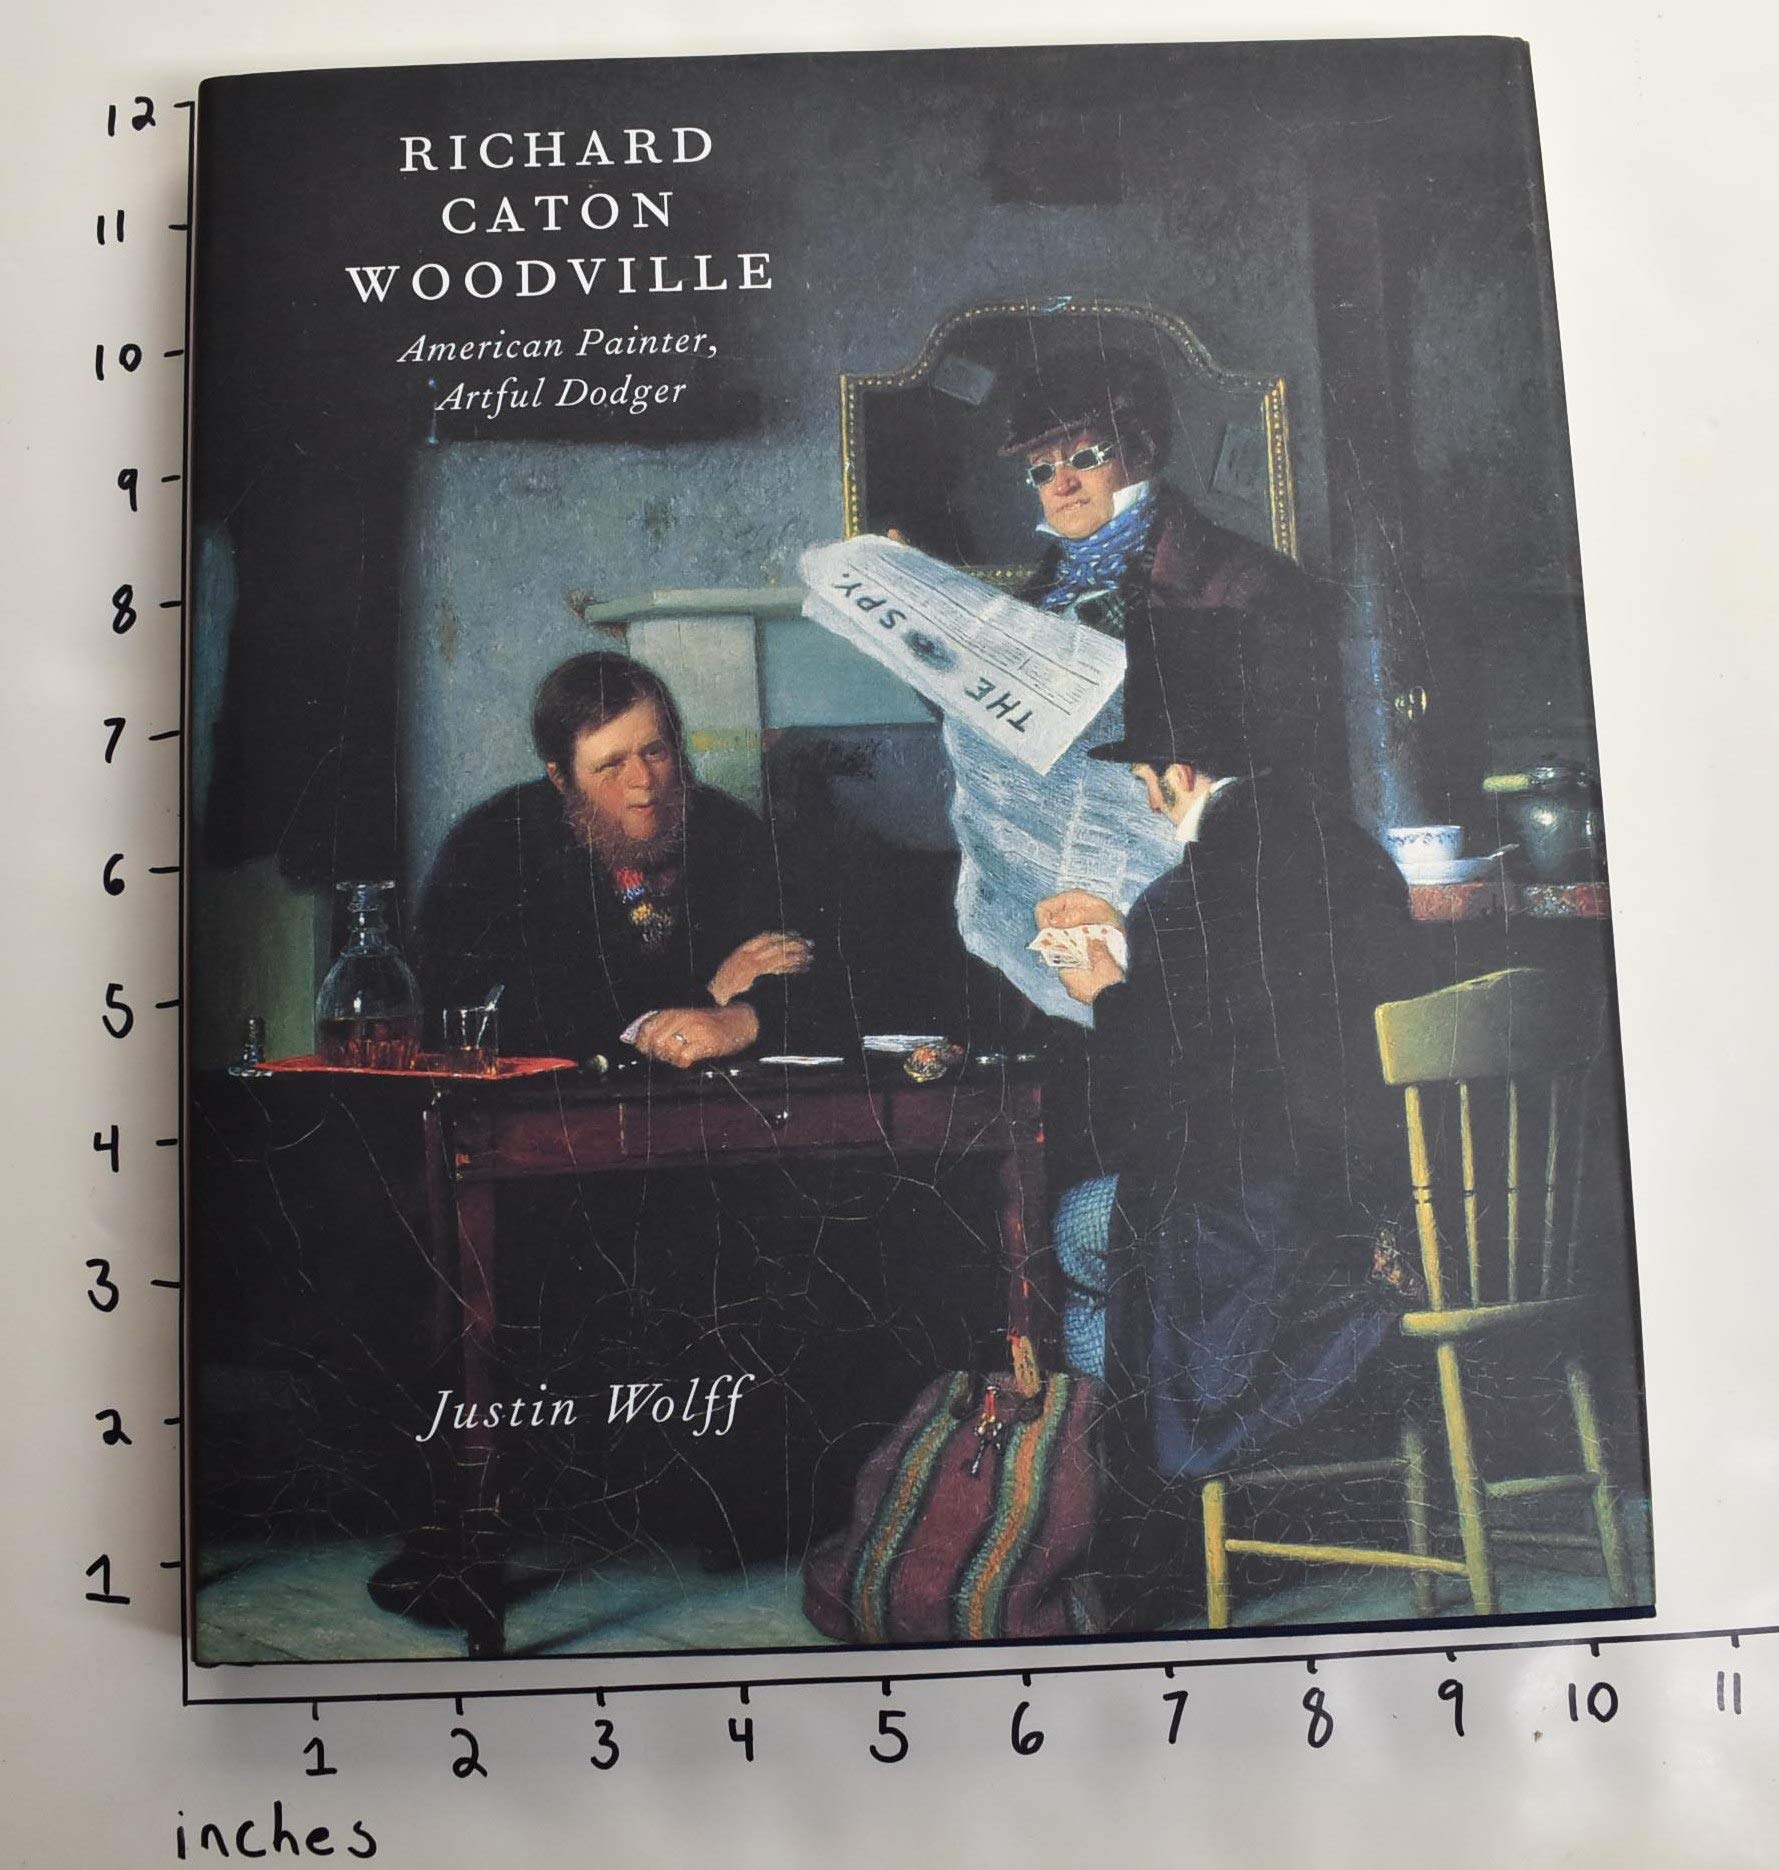 RICHARD
CATON
WOODVILLE
American Painter,
Artful Dodger
THE SPY.
Justin Wolff
12
11
10
9
8
7
6
5
4
3
2
1
1 2 3 4 5 6 7 8 9 10 11
inches